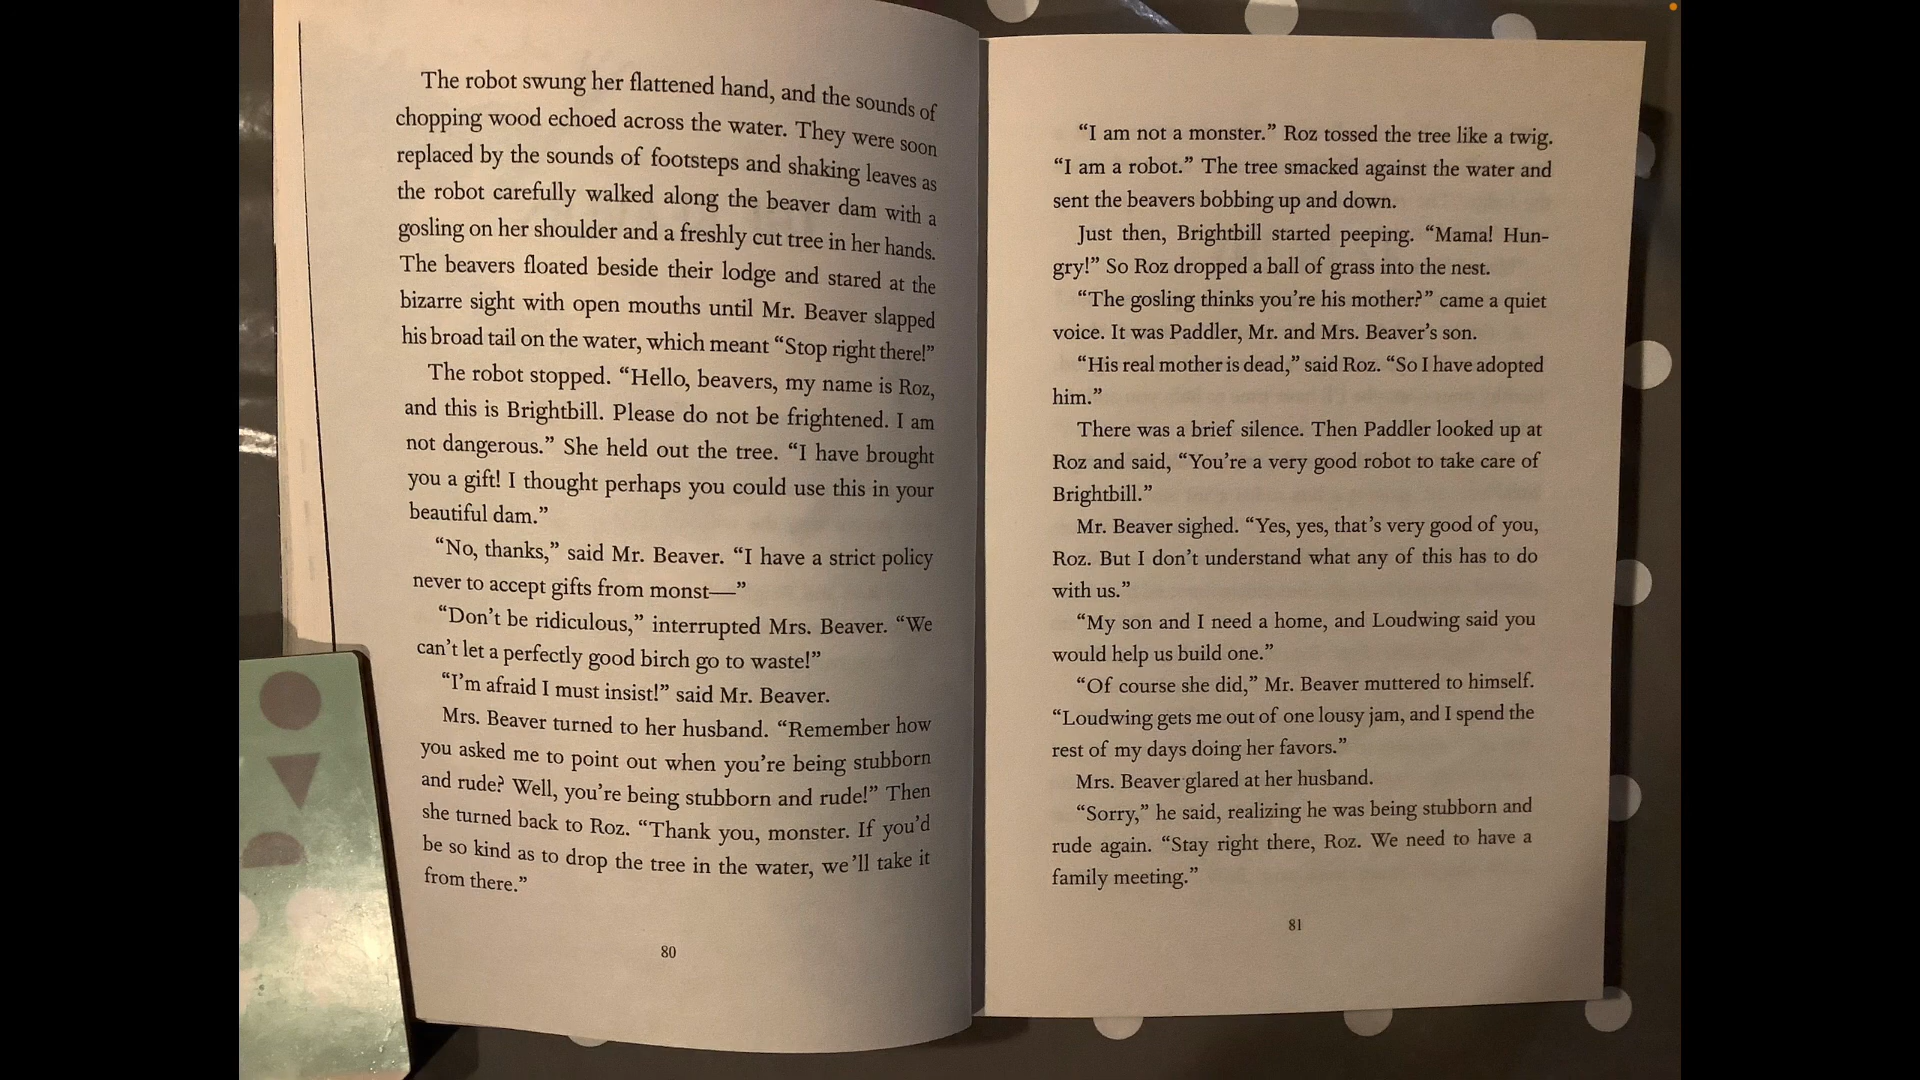 The robot swung her flattened hand, and the sounds of
chopping wood echoed across the water. They were soon
replaced by the sounds of footsteps and shaking leaves as
the robot carefully walked along the beaver dam with a
gosling on her shoulder and a freshly cut tree in her hands.
The beavers floated beside their lodge and stared at the
bizarre sight with open mouths until Mr. Beaver slapped
his broad tail on the water, which meant “Stop right there!”
The robot stopped. “Hello, beavers, my name is Roz,
and this is Brightbill. Please do not be frightened. I am
not dangerous.” She held out the tree. “I have brought
you a gift! I thought perhaps you could use this in your
beautiful dam.”
“No, thanks,” said Mr. Beaver. “I have a strict policy
never to accept gifts from monst—”
“Don’t be ridiculous,” interrupted Mrs. Beaver. “We
can’t let a perfectly good birch go to waste!”
“I’m afraid I must insist!” said Mr. Beaver.
Mrs. Beaver turned to her husband. “Remember how
you asked me to point out when you’re being stubborn
and rude? Well, you’re being stubborn and rude!” Then
she turned back to Roz. “Thank you, monster. If you’d
be so kind as to drop the tree in the water, we’ll take it
from there.”
80
“I am not a monster.” Roz tossed the tree like a twig.
“I am a robot.” The tree smacked against the water and
sent the beavers bobbing up and down.
Just then, Brightbill started peeping. “Mama! Hun-
gry!” So Roz dropped a ball of grass into the nest.
“The gosling thinks you’re his mother?” came a quiet
voice. It was Paddler, Mr. and Mrs. Beaver’s son.
“His real mother is dead,” said Roz. “So I have adopted
him.”
There was a brief silence. Then Paddler looked up at
Roz and said, “You’re a very good robot to take care of
Brightbill.”
Mr. Beaver sighed. “Yes, yes, that’s very good of you,
Roz. But I don’t understand what any of this has to do
with us.”
“My son and I need a home, and Loudwing said you
would help us build one.”
“Of course she did,” Mr. Beaver muttered to himself.
“Loudwing gets me out of one lousy jam, and I spend the
rest of my days doing her favors.”
Mrs. Beaver glared at her husband.
“Sorry,” he said, realizing he was being stubborn and
rude again. “Stay right there, Roz. We need to have a
family meeting.”
81